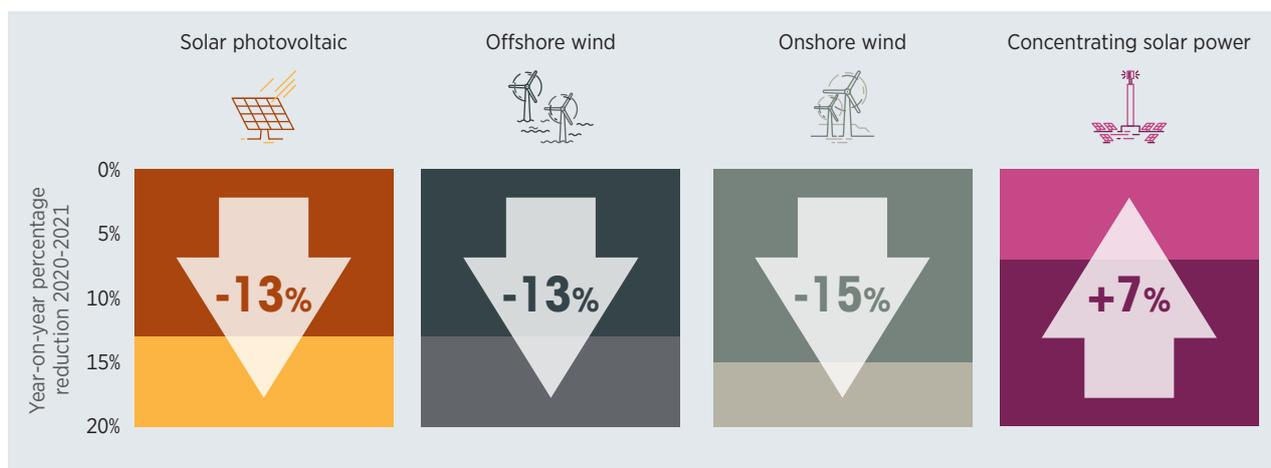 Solar photovoltaic
Offshore wind
Onshore wind
Concentrating solar power
Year-on-year percentage
reduction 2020-2021
0%
5%
10%
15%
20%
-13%
-13%
-15%
+7%